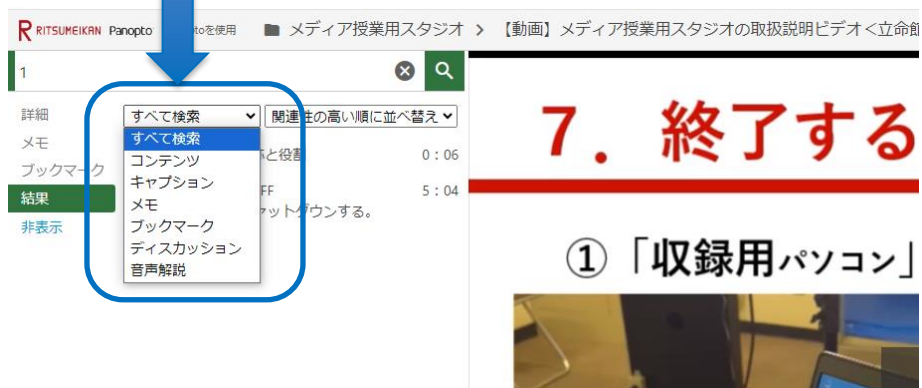 RITSUMEIKAN Panopto toを使用 メディア授業用スタジオ > 【動画】メディア授業用スタジオの取扱説明ビデオ<立命館
1
詳細
メモ
ブックマーク
結果
非表示
すべて検索 関連性の高い順に並べ替え
すべて検索
コンテンツ
キャプション
メモ
ブックマーク
ディスカッション
音声解説
と役割 0:06
FF 5:04
ャットダウンする。
7. 終了する
①「収録用パソコン」